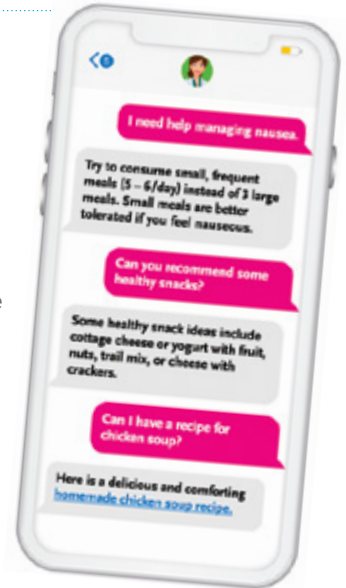 I need help managing nausea.
Try to consume small, frequent
meals (5 – 6/day) instead of 3 large
meals. Small meals are better
tolerated if you feel nauseous.
Can you recommend some
healthy snacks?
Some healthy snack ideas include
cottage cheese or yogurt with fruit,
nuts, trail mix, or cheese with
crackers.
Can I have a recipe for
chicken soup?
Here is a delicious and comforting
homemade chicken soup recipe.